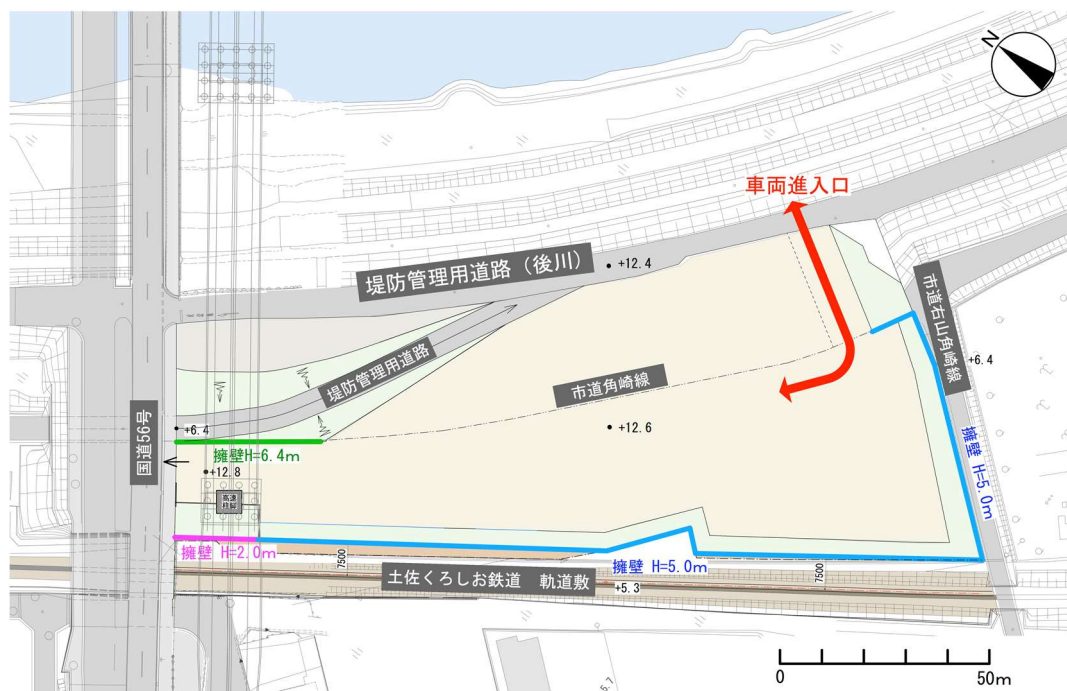 N
車両進入口
堤防管理用道路(後川)
+12.4
市道右山角崎線
+6.4
堤防管理用道路
市道角崎線
+12.6
国道56号
+6.4
擁壁H=6.4m
+12.8
高速
橋脚
擁壁 H=5.0m
擁壁 H=2.0m
7500
擁壁 H=5.0m
7500
土佐くろしお鉄道 軌道敷
+5.3
0
50m